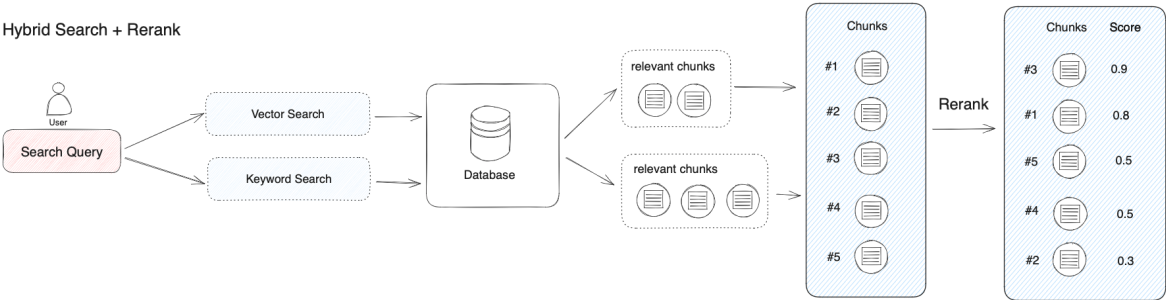 Hybrid Search + Rerank
User
Search Query
Vector Search
Keyword Search
Database
relevant chunks
relevant chunks
Chunks
#1
#2
#3
#4
#5
Rerank
Chunks Score
#3 0.9
#1 0.8
#5 0.5
#4 0.5
#2 0.3